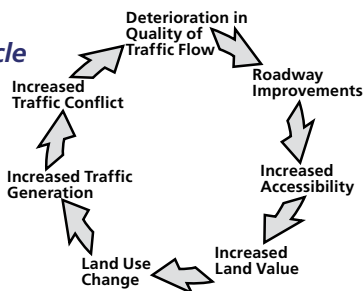 cle
Deterioration in
Quality of
Traffic Flow
Roadway
Improvements
Increased
Accessibility
Increased
Land Value
Land Use
Change
Increased Traffic
Generation
Increased
Traffic Conflict